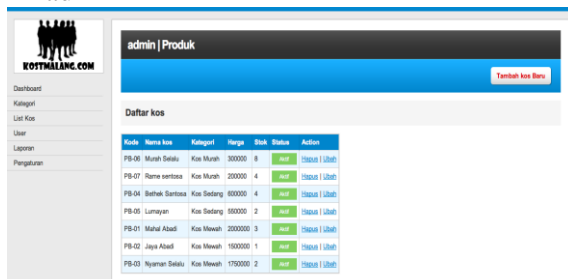 admin | Produk
KOSTMALANG.COM
Tambah kos Baru
Dashboard
Kategori
List Kos
User
Laporan
Pengaturan
Daftar kos
Kode Nama kos Kategori Harga Stok Status Action
PB-06 Murah Selalu Kos Murah 300000 8 Aktif Hapus | Ubah
PB-07 Rame sentosa Kos Murah 200000 4 Aktif Hapus | Ubah
PB-04 Bethek Santosa Kos Sedang 600000 4 Aktif Hapus | Ubah
PB-05 Lumayan Kos Sedang 550000 2 Aktif Hapus | Ubah
PB-01 Mahal Abadi Kos Mewah 2000000 3 Aktif Hapus | Ubah
PB-02 Jaya Abadi Kos Mewah 1500000 1 Aktif Hapus | Ubah
PB-03 Nyaman Selalu Kos Mewah 1750000 2 Aktif Hapus | Ubah